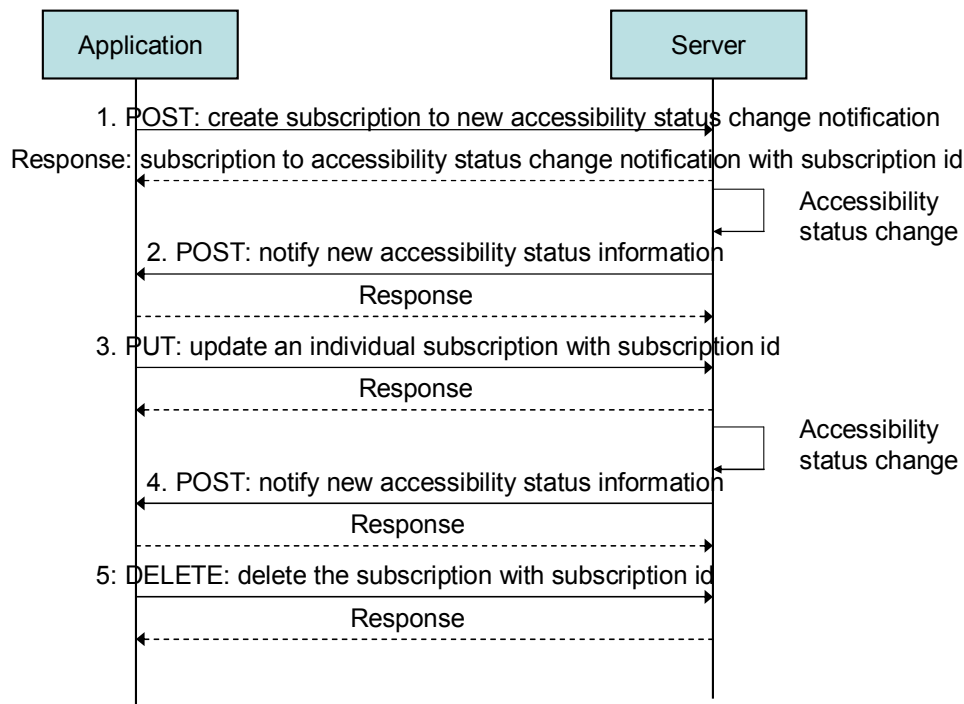 Application
Server
1. POST: create subscription to new accessibility status change notification
Response: subscription to accessibility status change notification with subscription id
Accessibility
status change
2. POST: notify new accessibility status information
Response
3. PUT: update an individual subscription with subscription id
Response
Accessibility
status change
4. POST: notify new accessibility status information
Response
5: DELETE: delete the subscription with subscription id
Response